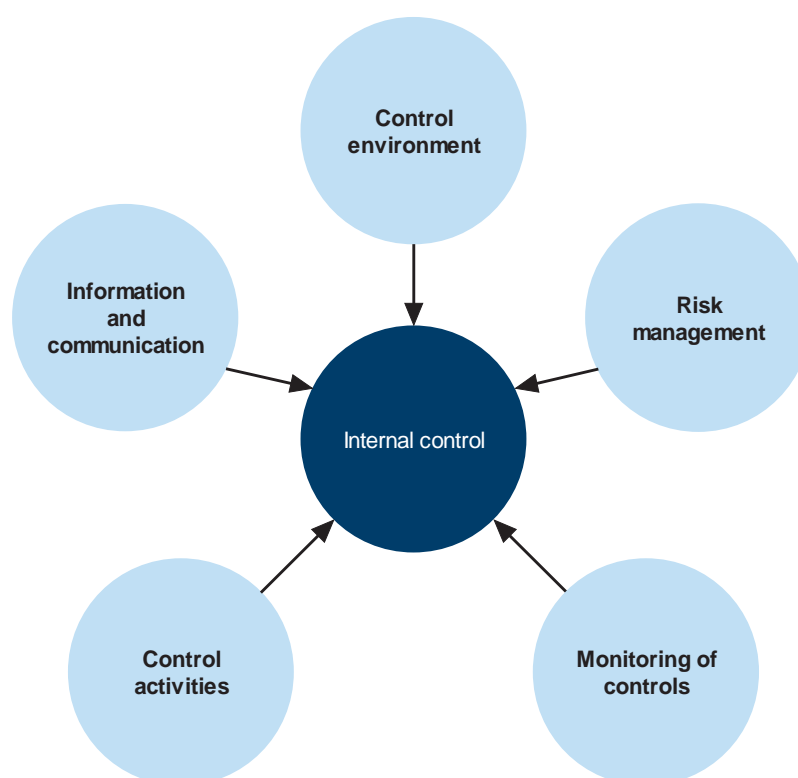 Control
environment
Information
and
communication
Risk
management
Internal control
Control
activities
Monitoring of
controls